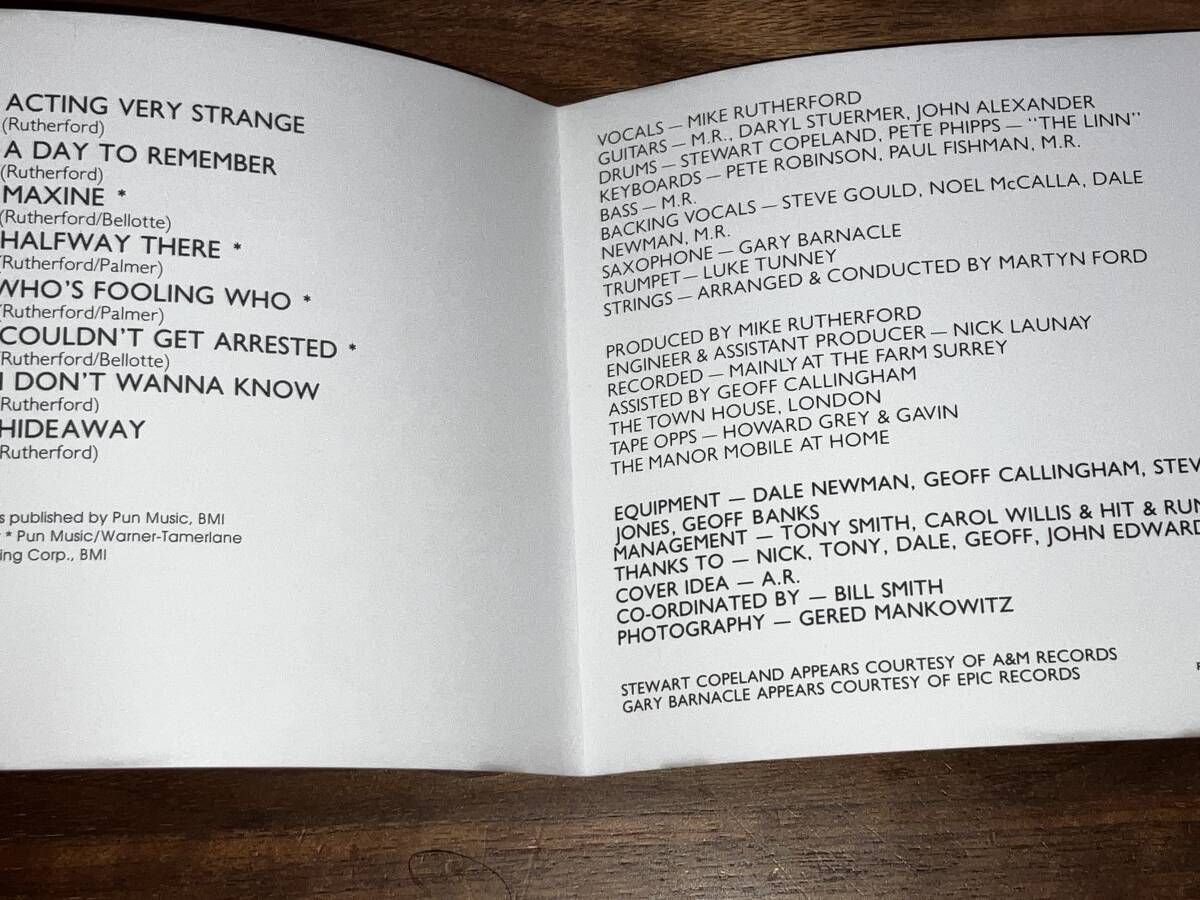 ACTING VERY STRANGE
(Rutherford)
A DAY TO REMEMBER
(Rutherford)
MAXINE *
(Rutherford/Bellotte)
HALFWAY THERE *
(Rutherford/Palmer)
WHO'S FOOLING WHO *
(Rutherford/Palmer)
COULDN'T GET ARRESTED *
(Rutherford/Bellotte)
I DON'T WANNA KNOW
(Rutherford)
HIDEAWAY
(Rutherford)
s published by Pun Music, BMI
* Pun Music/Warner-Tamerlane
ing Corp., BMI
VOCALS — MIKE RUTHERFORD
GUITARS — M.R., DARYL STUERMER, JOHN ALEXANDER
DRUMS — STEWART COPELAND, PETE PHIPPS — "THE LINN"
KEYBOARDS — PETE ROBINSON, PAUL FISHMAN, M.R.
BASS — M.R.
BACKING VOCALS — STEVE GOULD, NOEL McCALLA, DALE
NEWMAN, M.R.
SAXOPHONE — GARY BARNACLE
TRUMPET — LUKE TUNNEY
STRINGS — ARRANGED & CONDUCTED BY MARTYN FORD
PRODUCED BY MIKE RUTHERFORD
ENGINEER & ASSISTANT PRODUCER — NICK LAUNAY
RECORDED — MAINLY AT THE FARM SURREY
ASSISTED BY GEOFF CALLINGHAM
THE TOWN HOUSE, LONDON
TAPE OPPS — HOWARD GREY & GAVIN
THE MANOR MOBILE AT HOME
EQUIPMENT — DALE NEWMAN, GEOFF CALLINGHAM, STEV
JONES, GEOFF BANKS
MANAGEMENT — TONY SMITH, CAROL WILLIS & HIT & RUN
THANKS TO — NICK, TONY, DALE, GEOFF, JOHN EDWARD
COVER IDEA — A.R.
CO-ORDINATED BY — BILL SMITH
PHOTOGRAPHY — GERED MANKOWITZ
STEWART COPELAND APPEARS COURTESY OF A&M RECORDS
GARY BARNACLE APPEARS COURTESY OF EPIC RECORDS